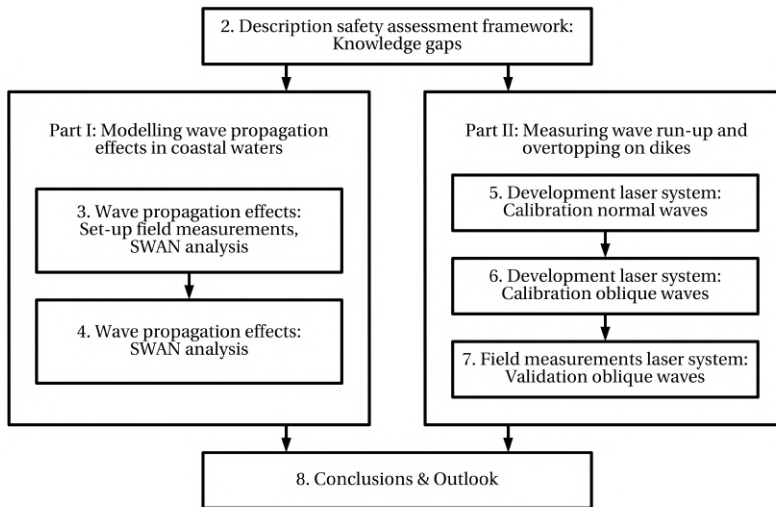 2. Description safety assessment framework:
Knowledge gaps
Part I: Modelling wave propagation
effects in coastal waters
3. Wave propagation effects:
Set-up field measurements,
SWAN analysis
4. Wave propagation effects:
SWAN analysis
Part II: Measuring wave run-up and
overtopping on dikes
5. Development laser system:
Calibration normal waves
6. Development laser system:
Calibration oblique waves
7. Field measurements laser system:
Validation oblique waves
8. Conclusions & Outlook